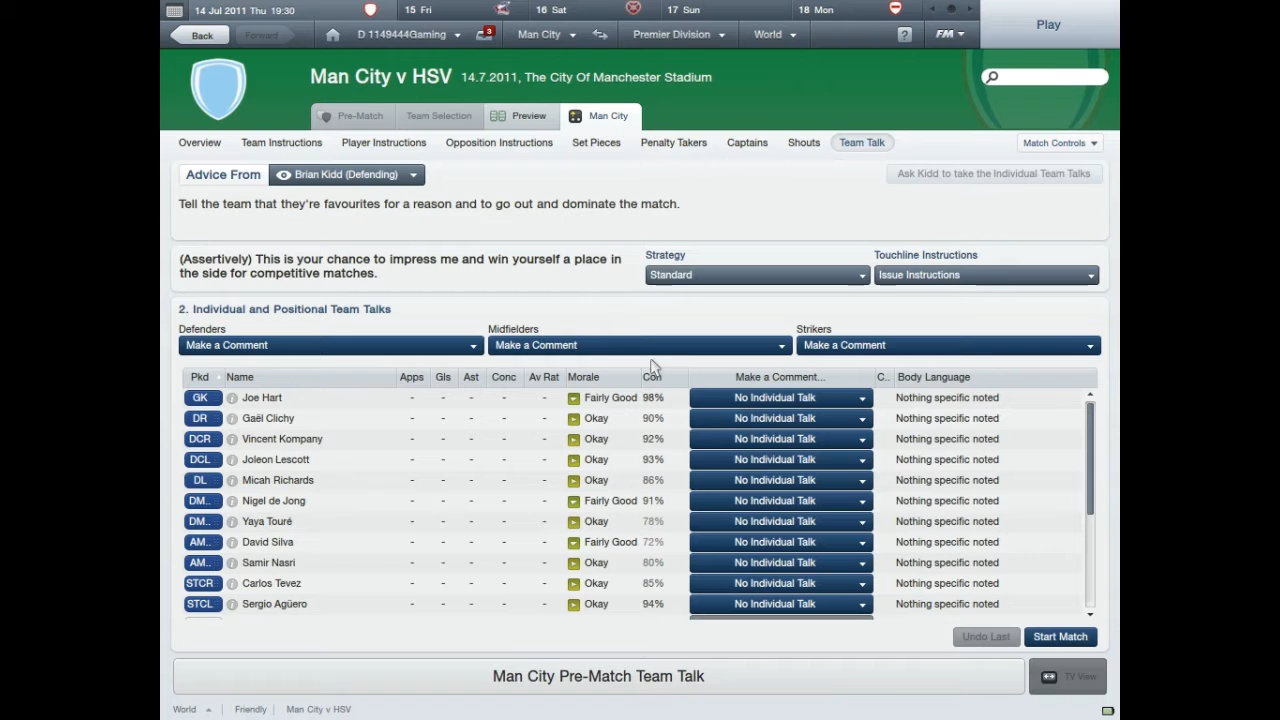 14 Jul 2011 Thu 19:30 15 Fri 16 Sat 17 Sun 18 Mon Play
Back Forward D 1149444Gaming 3 Man City Premier Division World ? FM
Man City v HSV 14.7.2011, The City Of Manchester Stadium
Pre-Match Team Selection Preview Man City
Overview Team Instructions Player Instructions Opposition Instructions Set Pieces Penalty Takers Captains Shouts Team Talk Match Controls
Advice From Brian Kidd (Defending) Ask Kidd to take the Individual Team Talks
Tell the team that they're favourites for a reason and to go out and dominate the match.
(Assertively) This is your chance to impress me and win yourself a place in
the side for competitive matches.
Strategy Touchline Instructions
Standard Issue Instructions
2. Individual and Positional Team Talks
Defenders Midfielders Strikers
Make a Comment Make a Comment Make a Comment
Pkd Name Apps Gls Ast Conc Av Rat Morale Con Make a Comment... C.. Body Language
GK Joe Hart - - - - - Fairly Good 98% No Individual Talk Nothing specific noted
DR Gaël Clichy - - - - - Okay 90% No Individual Talk Nothing specific noted
DCR Vincent Kompany - - - - - Okay 92% No Individual Talk Nothing specific noted
DCL Joleon Lescott - - - - - Okay 93% No Individual Talk Nothing specific noted
DL Micah Richards - - - - - Okay 86% No Individual Talk Nothing specific noted
DM.. Nigel de Jong - - - - - Fairly Good 91% No Individual Talk Nothing specific noted
DM.. Yaya Touré - - - - - Okay 78% No Individual Talk Nothing specific noted
AM.. David Silva - - - - - Fairly Good 72% No Individual Talk Nothing specific noted
AM.. Samir Nasri - - - - - Okay 80% No Individual Talk Nothing specific noted
STCR Carlos Tevez - - - - - Okay 85% No Individual Talk Nothing specific noted
STCL Sergio Agüero - - - - - Okay 94% No Individual Talk Nothing specific noted
Undo Last Start Match
Man City Pre-Match Team Talk TV View
World Friendly Man City v HSV